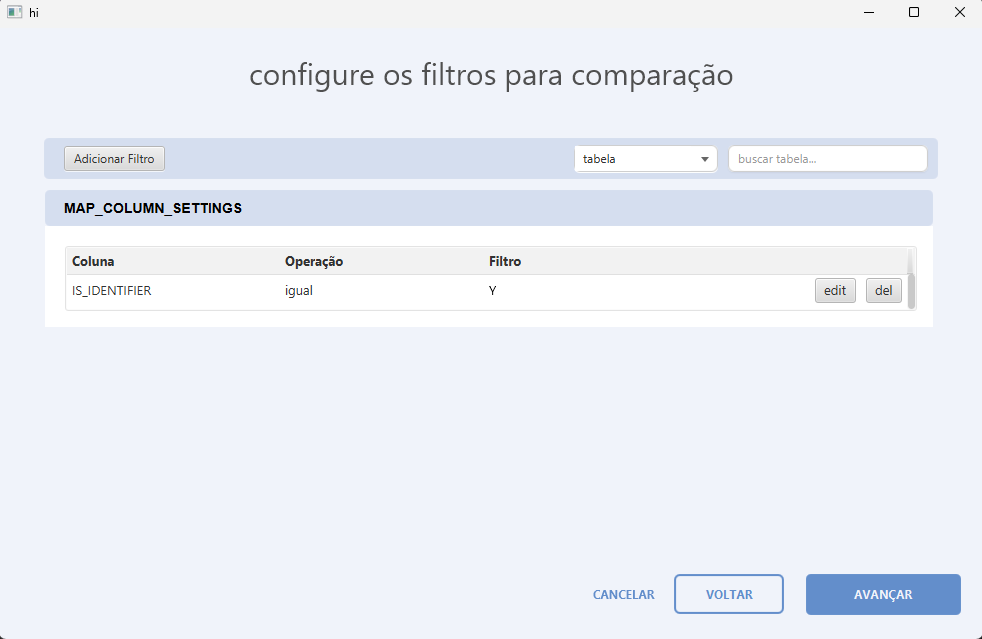 hi
configure os filtros para comparação
Adicionar Filtro
tabela
buscar tabela...
MAP_COLUMN_SETTINGS
Coluna Operação Filtro
IS_IDENTIFIER igual Y edit del
CANCELAR VOLTAR AVANÇAR